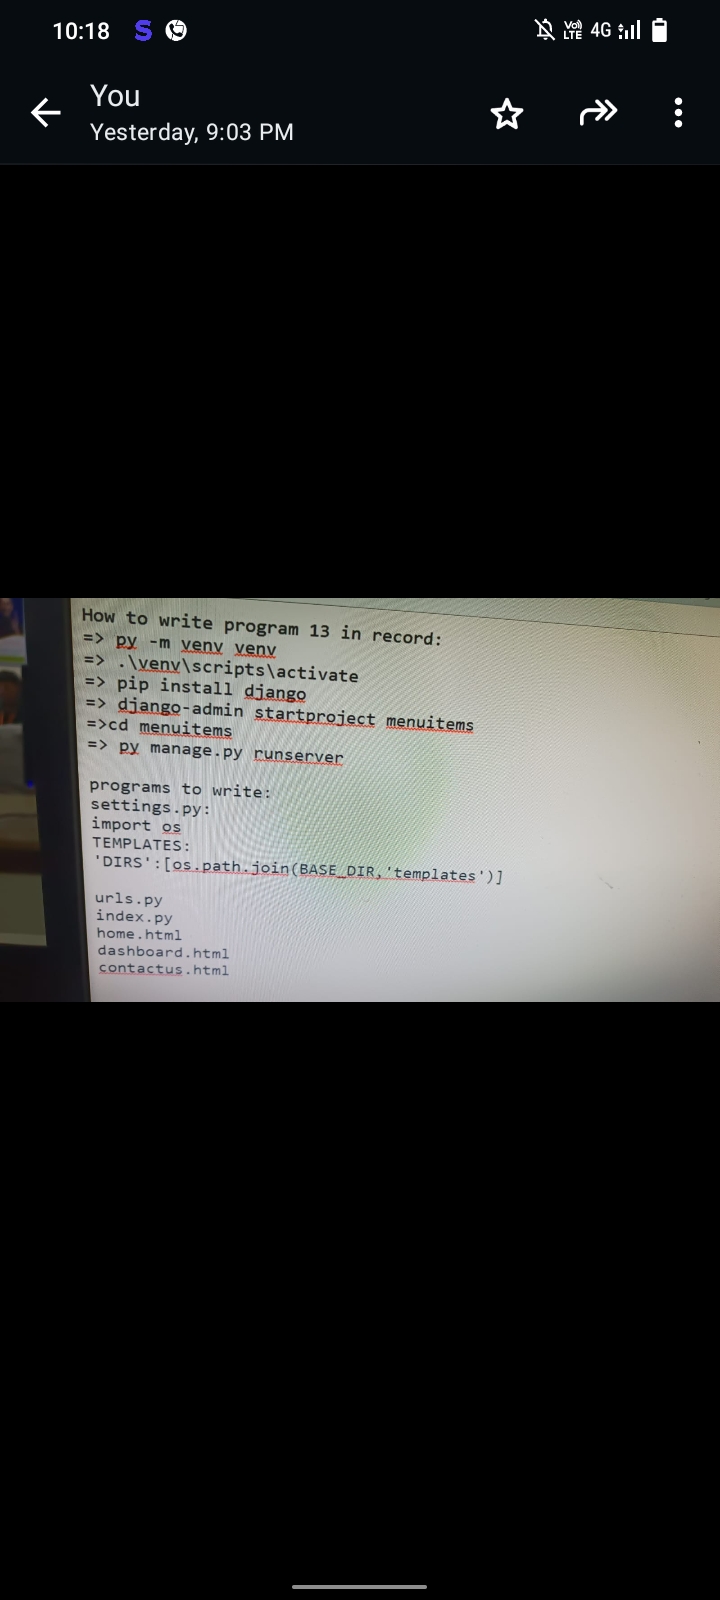 10:18
Vo)) LTE 4G
You
Yesterday, 9:03 PM
How to write program 13 in record:
=> py -m venv venv
=> .\venv\scripts\activate
=> pip install django
=> django-admin startproject menuitems
=>cd menuitems
=> py manage.py runserver
programs to write:
settings.py:
import os
TEMPLATES:
'DIRS':[os.path.join(BASE_DIR,'templates')]
urls.py
index.py
home.html
dashboard.html
contactus.html